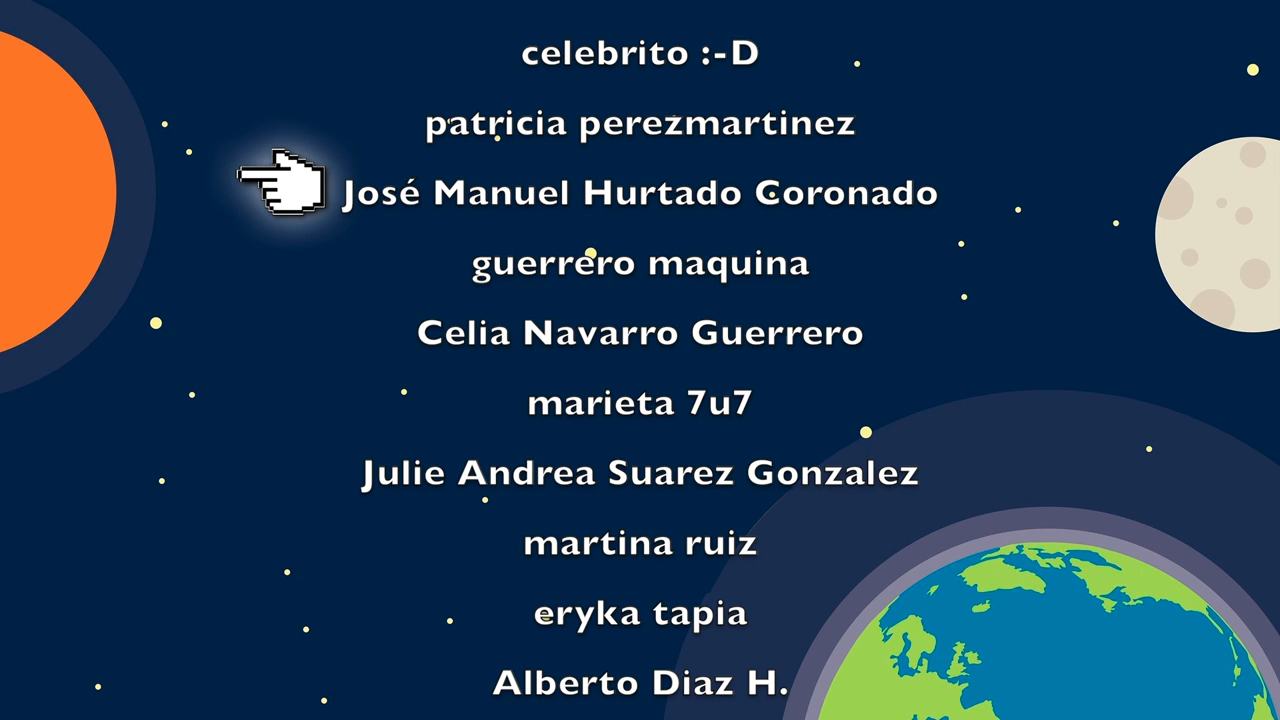 celebrito :-D
patricia perezmartinez
José Manuel Hurtado Coronado
guerrero maquina
Celia Navarro Guerrero
marieta 7u7
Julie Andrea Suarez Gonzalez
martina ruiz
eryka tapia
Alberto Diaz H.